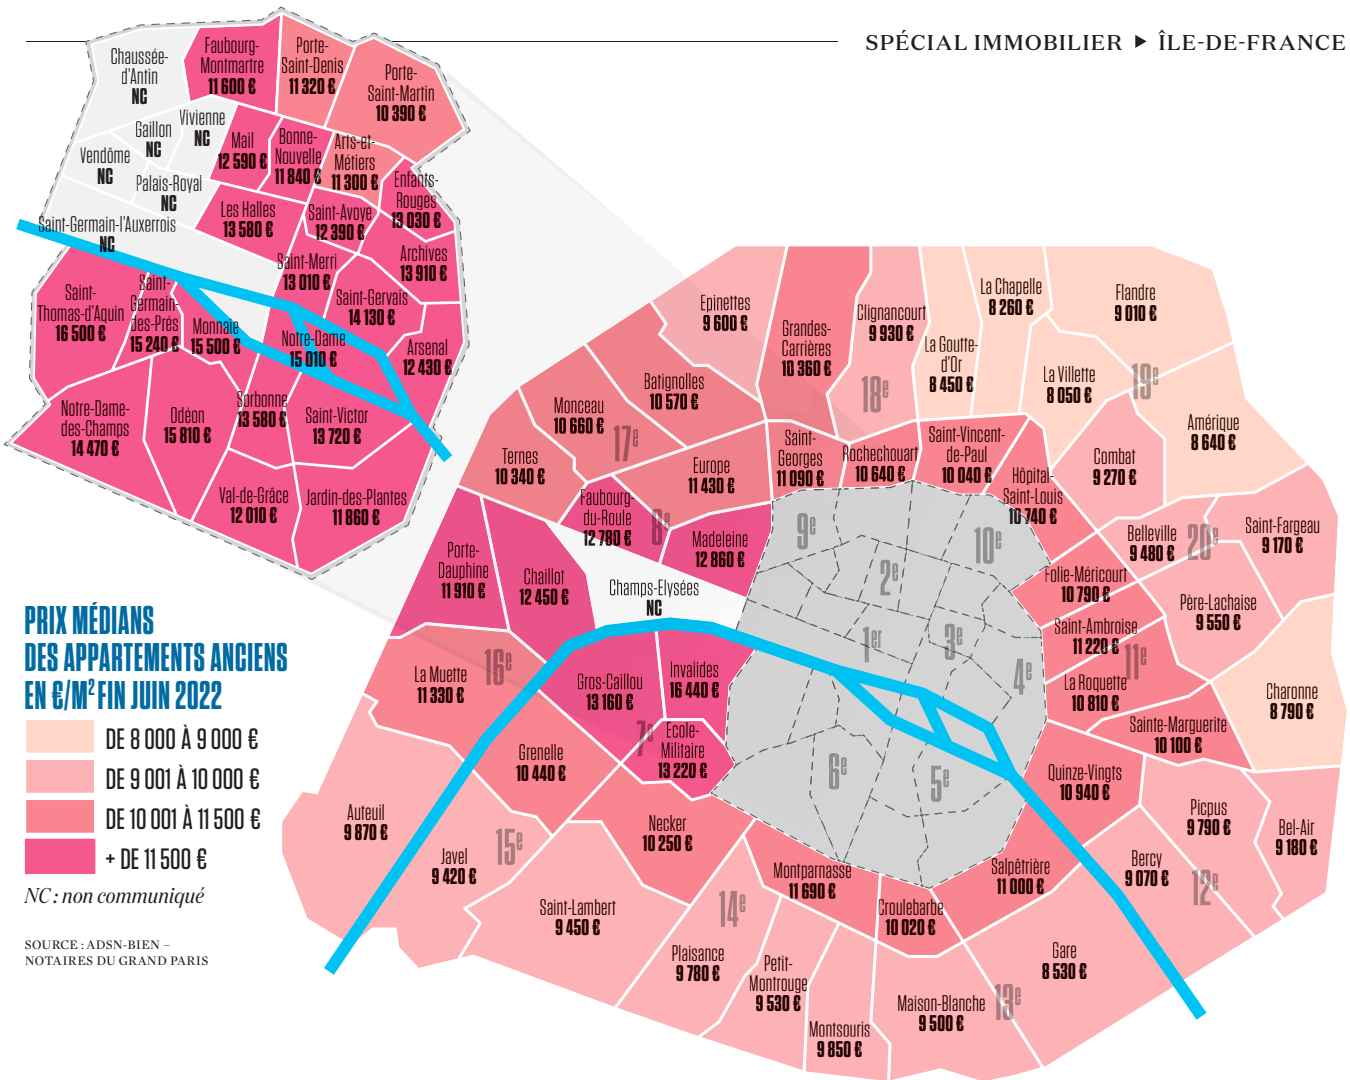 SPÉCIAL IMMOBILIER ▶ ÎLE-DE-FRANCE
Chaussée-
d'Antin
NC
Faubourg-
Montmartre
11 600 €
Porte-
Saint-Denis
11 320 €
Porte-
Saint-Martin
10 390 €
Vendôme
NC
Gaillon
NC
Vivienne
NC
Palais-Royal
NC
Mail
12 590 €
Bonne-
Nouvelle
11 840 €
Arts-et-
Métiers
11 300 €
Enfants-
Rouges
13 030 €
Saint-Germain-l'Auxerrois
NC
Les Halles
13 580 €
Saint-Avoye
12 390 €
Archives
13 910 €
Saint-Merri
13 010 €
Saint-Gervais
14 130 €
Saint-
Thomas-d'Aquin
16 500 €
Saint-
Germain-
des-Prés
15 240 €
Monnaie
15 500 €
Notre-Dame
15 010 €
Arsenal
12 430 €
Notre-Dame-
des-Champs
14 470 €
Odéon
15 810 €
Sorbonne
13 580 €
Saint-Victor
13 720 €
Val-de-Grâce
12 010 €
Jardin-des-Plantes
11 860 €
Epinettes
9 600 €
Grandes-
Carrières
10 360 €
Clignancourt
9 930 €
18e
La Goutte-
d'Or
8 450 €
La Chapelle
8 260 €
Flandre
9 010 €
La Villette
8 050 €
19e
Amérique
8 640 €
Combat
9 270 €
Batignolles
10 570 €
Monceau
10 660 €
17e
Ternes
10 340 €
Europe
11 430 €
Saint-
Georges
11 090 €
Rochechouart
10 640 €
Saint-Vincent-
de-Paul
10 040 €
Hôpital-
Saint-Louis
10 740 €
Faubourg-
du-Roule
12 780 €
8e
Madeleine
12 860 €
Champs-Elysées
NC
9e
10e
2e
1er
3e
4e
6e
5e
Belleville
9 480 €
20e
Saint-Fargeau
9 170 €
Père-Lachaise
9 550 €
Charonne
8 790 €
Folie-Méricourt
10 790 €
Saint-Ambroise
11 220 €
11e
La Roquette
10 810 €
Sainte-Marguerite
10 100 €
Porte-
Dauphine
11 910 €
Chaillot
12 450 €
La Muette
11 330 €
16e
Auteuil
9 870 €
Gros-Caillou
13 160 €
Invalides
16 440 €
7e
Ecole-
Militaire
13 220 €
Grenelle
10 440 €
Javel
9 420 €
15e
Necker
10 250 €
Saint-Lambert
9 450 €
Montparnasse
11 690 €
14e
Plaisance
9 780 €
Petit-
Montrouge
9 530 €
Montsouris
9 850 €
Croulebarbe
10 020 €
Salpêtrière
11 000 €
Maison-Blanche
9 500 €
13e
Gare
8 530 €
Quinze-Vingts
10 940 €
Bercy
9 070 €
12e
Picpus
9 790 €
Bel-Air
9 180 €
PRIX MÉDIANS
DES APPARTEMENTS ANCIENS
EN €/M² FIN JUIN 2022
DE 8 000 À 9 000 €
DE 9 001 À 10 000 €
DE 10 001 À 11 500 €
+ DE 11 500 €
NC : non communiqué
SOURCE : ADSN-BIEN –
NOTAIRES DU GRAND PARIS